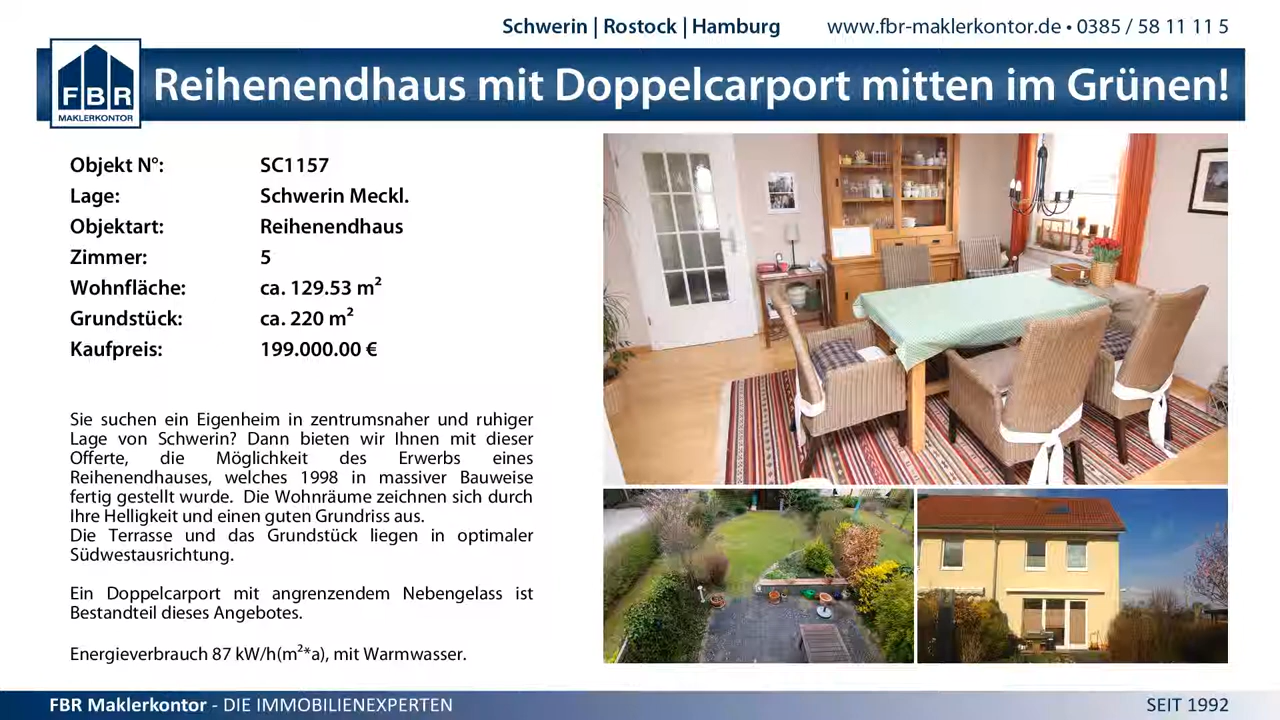 Schwerin | Rostock | Hamburg www.fbr-maklerkontor.de • 0385 / 58 11 11 5
FBR
MAKLERKONTOR
Reihenendhaus mit Doppelcarport mitten im Grünen!
Objekt N°: SC1157
Lage: Schwerin Meckl.
Objektart: Reihenendhaus
Zimmer: 5
Wohnfläche: ca. 129.53 m²
Grundstück: ca. 220 m²
Kaufpreis: 199.000.00 €
Sie suchen ein Eigenheim in zentrumsnaher und ruhiger
Lage von Schwerin? Dann bieten wir Ihnen mit dieser
Offerte, die Möglichkeit des Erwerbs eines
Reihenendhauses, welches 1998 in massiver Bauweise
fertig gestellt wurde. Die Wohnräume zeichnen sich durch
Ihre Helligkeit und einen guten Grundriss aus.
Die Terrasse und das Grundstück liegen in optimaler
Südwestausrichtung.
Ein Doppelcarport mit angrenzendem Nebengelass ist
Bestandteil dieses Angebotes.
Energieverbrauch 87 kW/h(m²*a), mit Warmwasser.
FBR Maklerkontor - DIE IMMOBILIENEXPERTEN SEIT 1992